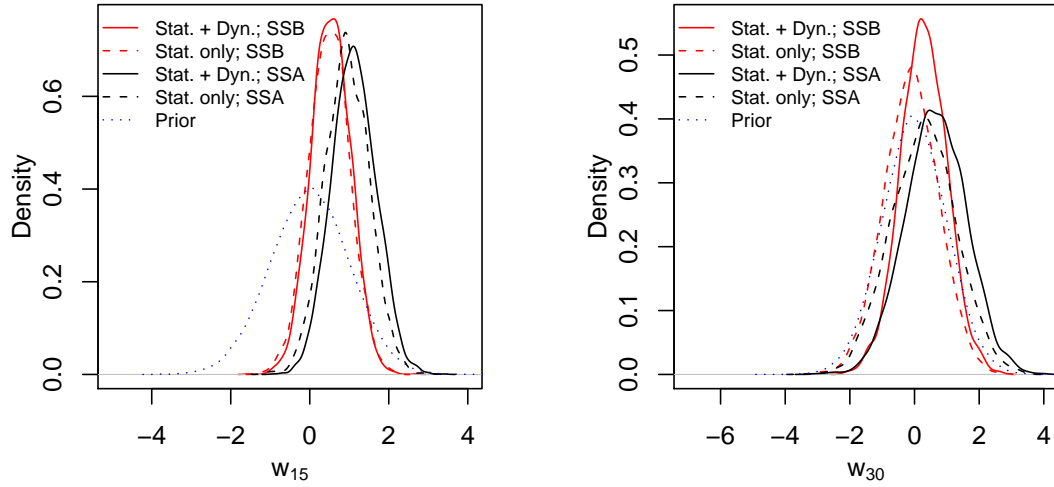 Stat. + Dyn.; SSB
Stat. only; SSB
Stat. + Dyn.; SSA
Stat. only; SSA
Prior
Density
0.0
0.2
0.4
0.6
−4
−2
0
2
4
w15
Stat. + Dyn.; SSB
Stat. only; SSB
Stat. + Dyn.; SSA
Stat. only; SSA
Prior
Density
0.0
0.1
0.2
0.3
0.4
0.5
−6
−4
−2
0
2
4
w30